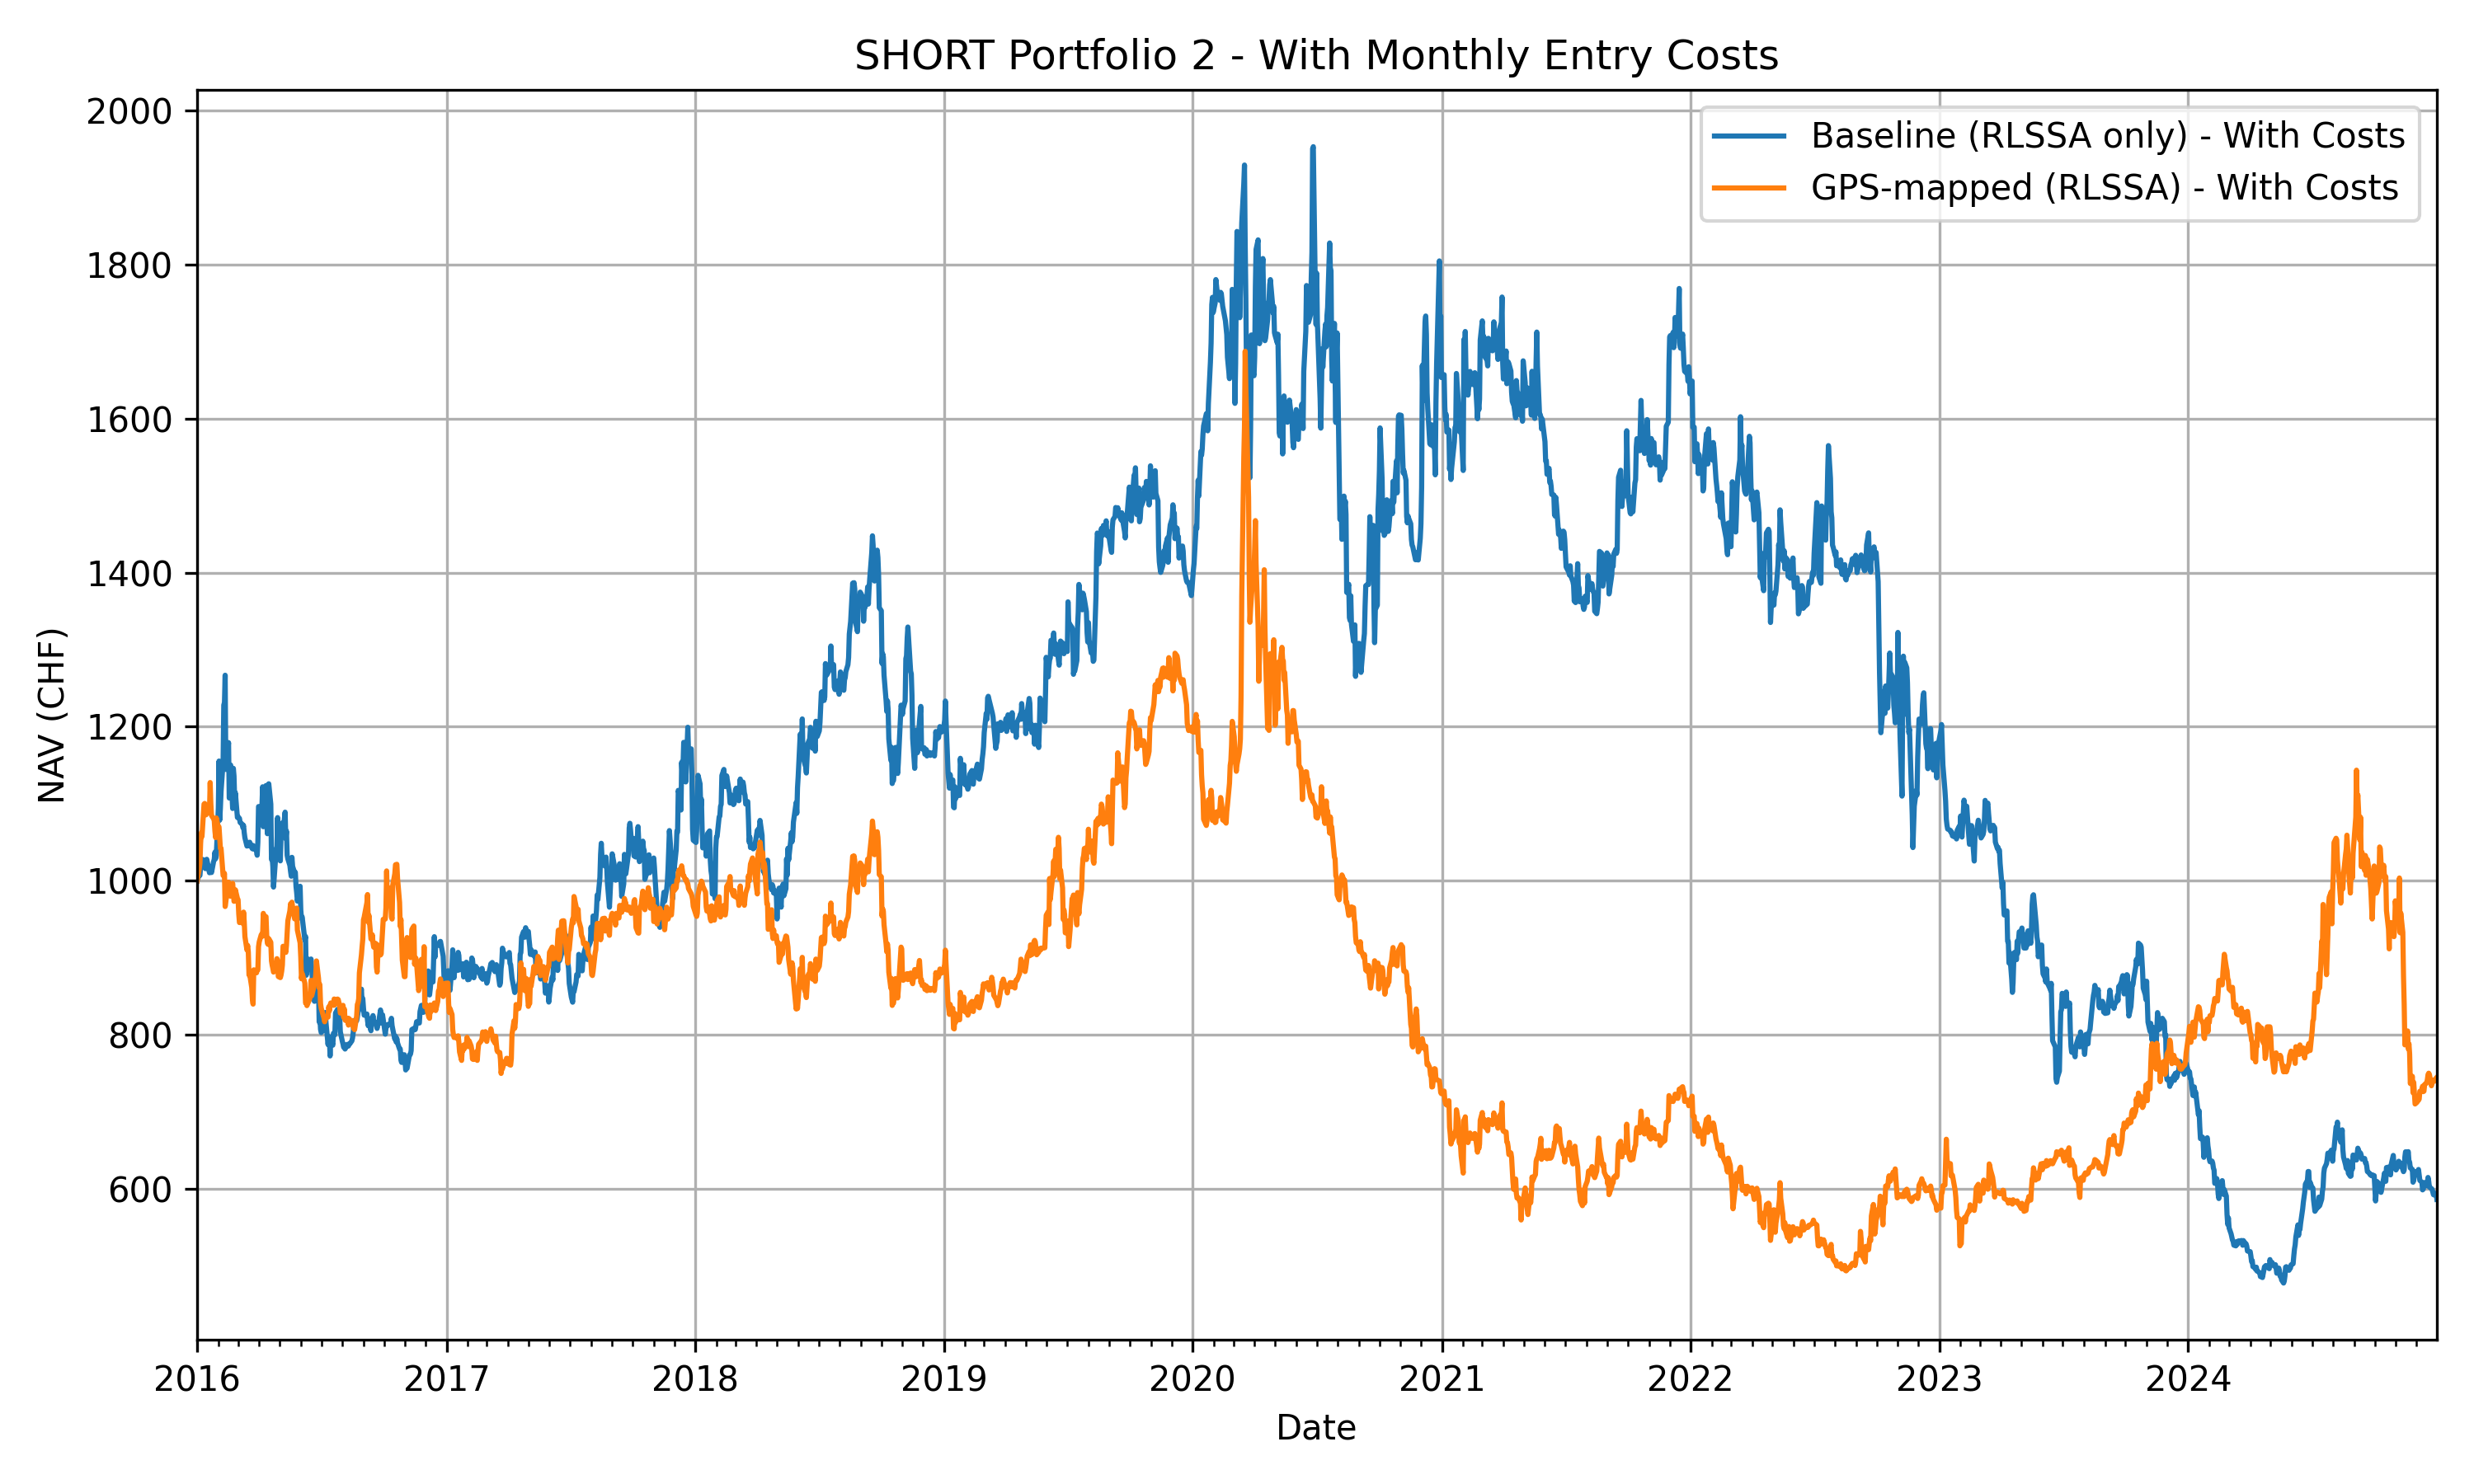 SHORT Portfolio 2 - With Monthly Entry Costs
Baseline (RLSSA only) - With Costs
GPS-mapped (RLSSA) - With Costs
NAV (CHF)
2000
1800
1600
1400
1200
1000
800
600
2016 2017 2018 2019 2020 2021 2022 2023 2024
Date